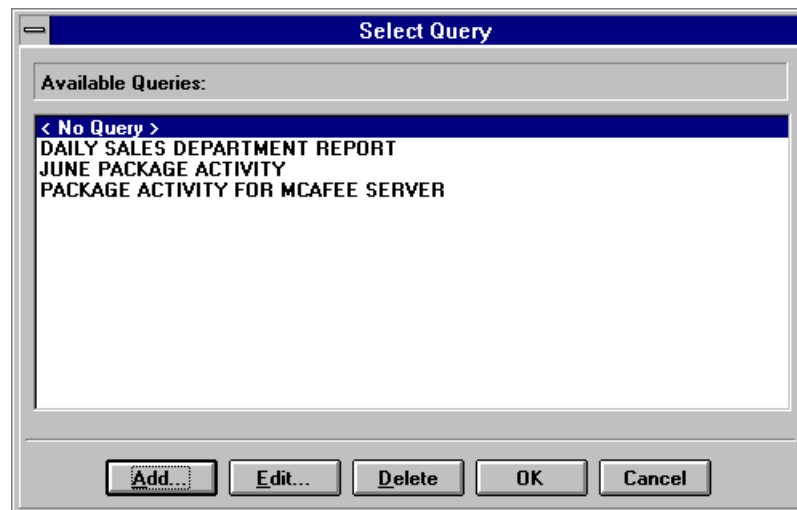 Select Query
Available Queries:
< No Query >
DAILY SALES DEPARTMENT REPORT
JUNE PACKAGE ACTIVITY
PACKAGE ACTIVITY FOR MCAFEE SERVER
Add... Edit... Delete OK Cancel